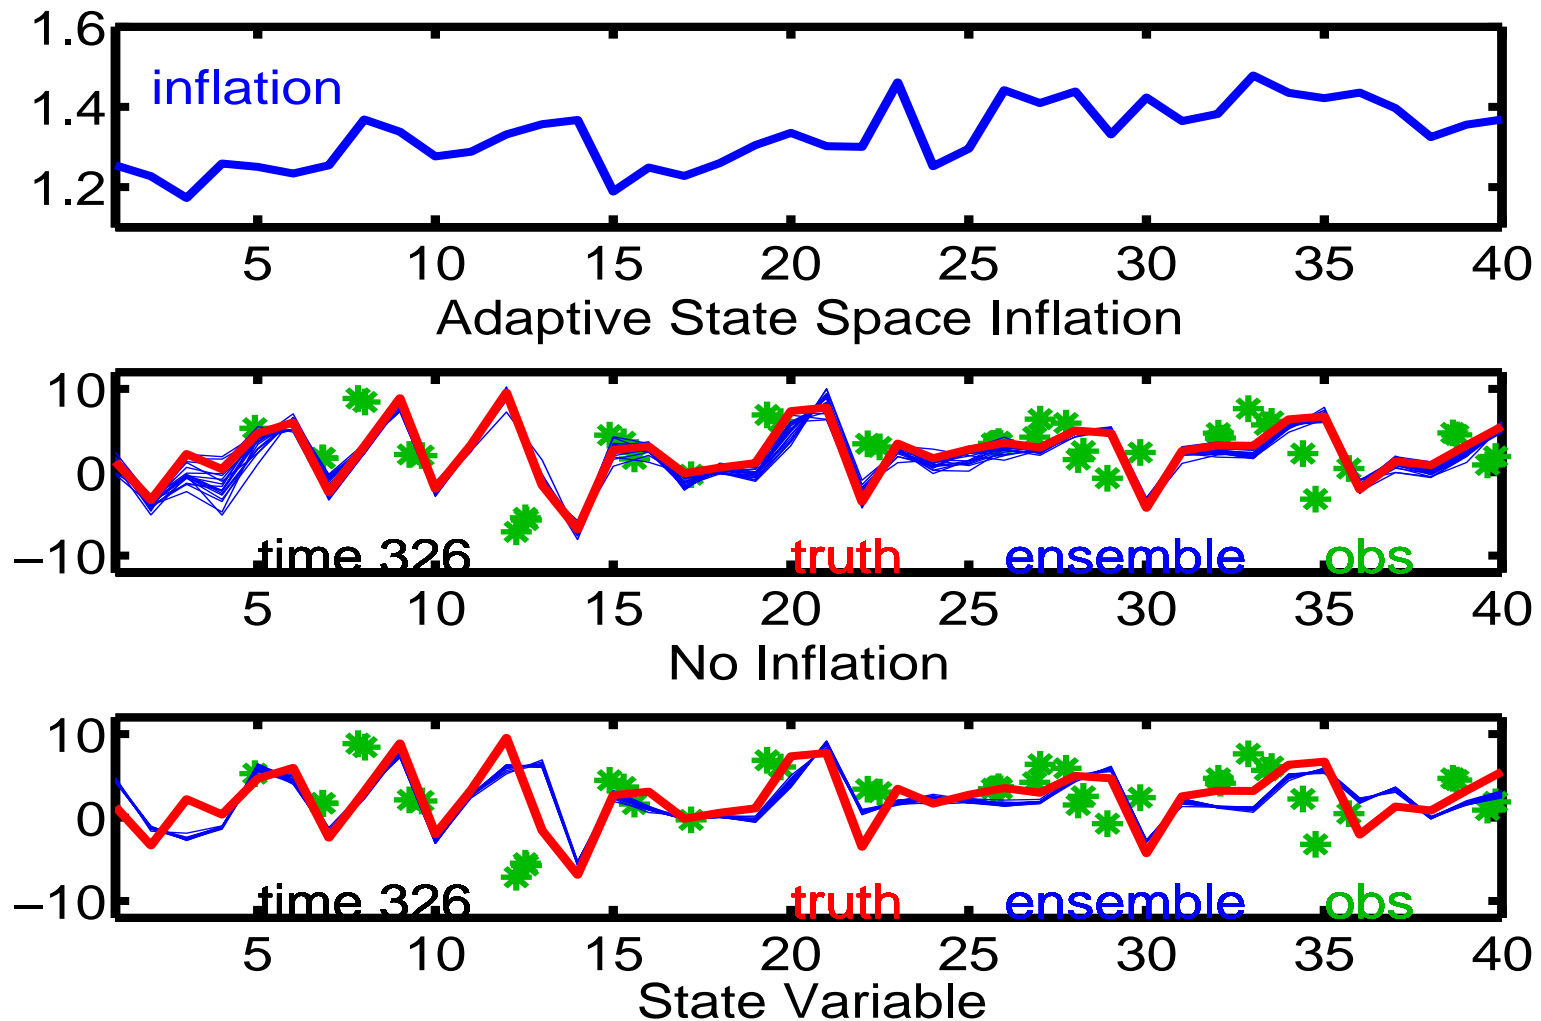 1.6
inflation
1.4
1.2
5 10 15 20 25 30 35 40
Adaptive State Space Inflation
10
0
−10
time 326 truth ensemble obs
5 10 15 20 25 30 35 40
No Inflation
10
0
−10
time 326 truth ensemble obs
5 10 15 20 25 30 35 40
State Variable